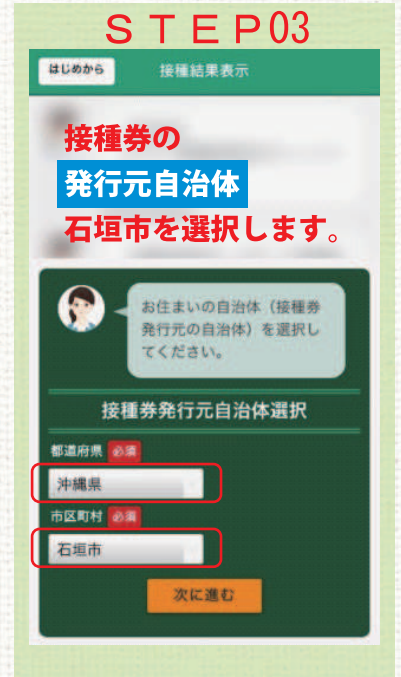 ＳＴＥＰ03
はじめから
接種結果表示
接種券の
発行元自治体
石垣市を選択します。
お住まいの自治体（接種券
発行元の自治体）を選択し
てください。
接種券発行元自治体選択
都道府県 必須
沖縄県
市区町村 必須
石垣市
次に進む